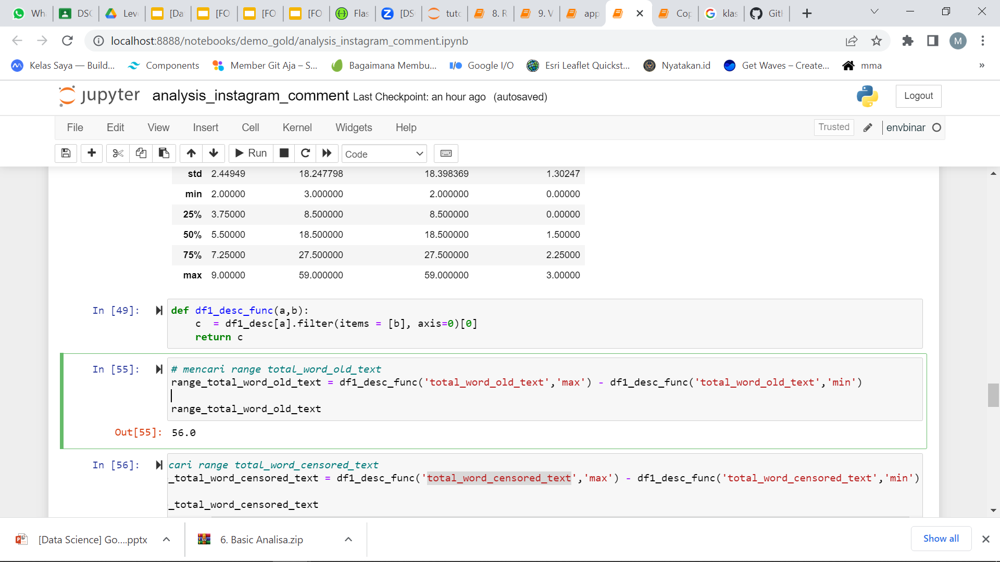 Wh
DSC
Lev
[Da
[FO
[FO
[FO
Flas
[DS
tuto
8. R
9. V
app
Cop
klas
Gitl
localhost:8888/notebooks/demo_gold/analysis_instagram_comment.ipynb
M
Kelas Saya — Build...
Components
Member Git Aja – S...
Bagaimana Membu...
Google I/O
Esri Leaflet Quickst...
Nyatakan.id
Get Waves – Create...
mma
»
jupyter analysis_instagram_comment Last Checkpoint: an hour ago (autosaved)
Logout
File Edit View Insert Cell Kernel Widgets Help
Trusted
envbinar
Run
Code
std 2.44949 18.247798 18.398369 1.30247
min 2.00000 3.000000 2.000000 0.00000
25% 3.75000 8.500000 8.500000 0.00000
50% 5.50000 18.500000 18.500000 1.50000
75% 7.25000 27.500000 27.500000 2.25000
max 9.00000 59.000000 59.000000 3.00000
In [49]:
def df1_desc_func(a,b):
    c  = df1_desc[a].filter(items = [b], axis=0)[0]
    return c
In [55]:
# mencari range total_word_old_text
range_total_word_old_text = df1_desc_func('total_word_old_text','max') - df1_desc_func('total_word_old_text','min')
range_total_word_old_text
Out[55]: 56.0
In [56]:
cari range total_word_censored_text
_total_word_censored_text = df1_desc_func('total_word_censored_text','max') - df1_desc_func('total_word_censored_text','min')
_total_word_censored_text
[Data Science] Go....pptx
6. Basic Analisa.zip
Show all